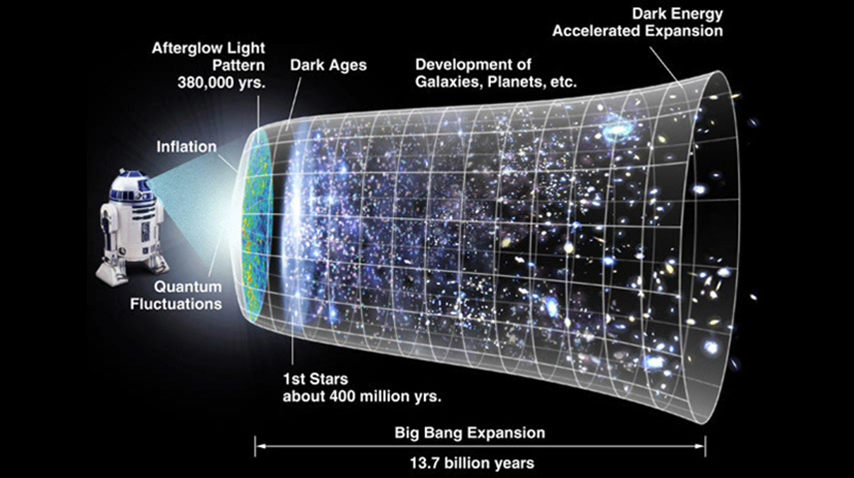 Dark Energy
Accelerated Expansion
Afterglow Light
Pattern
380,000 yrs.
Dark Ages
Development of
Galaxies, Planets, etc.
Inflation
Quantum
Fluctuations
1st Stars
about 400 million yrs.
Big Bang Expansion
13.7 billion years